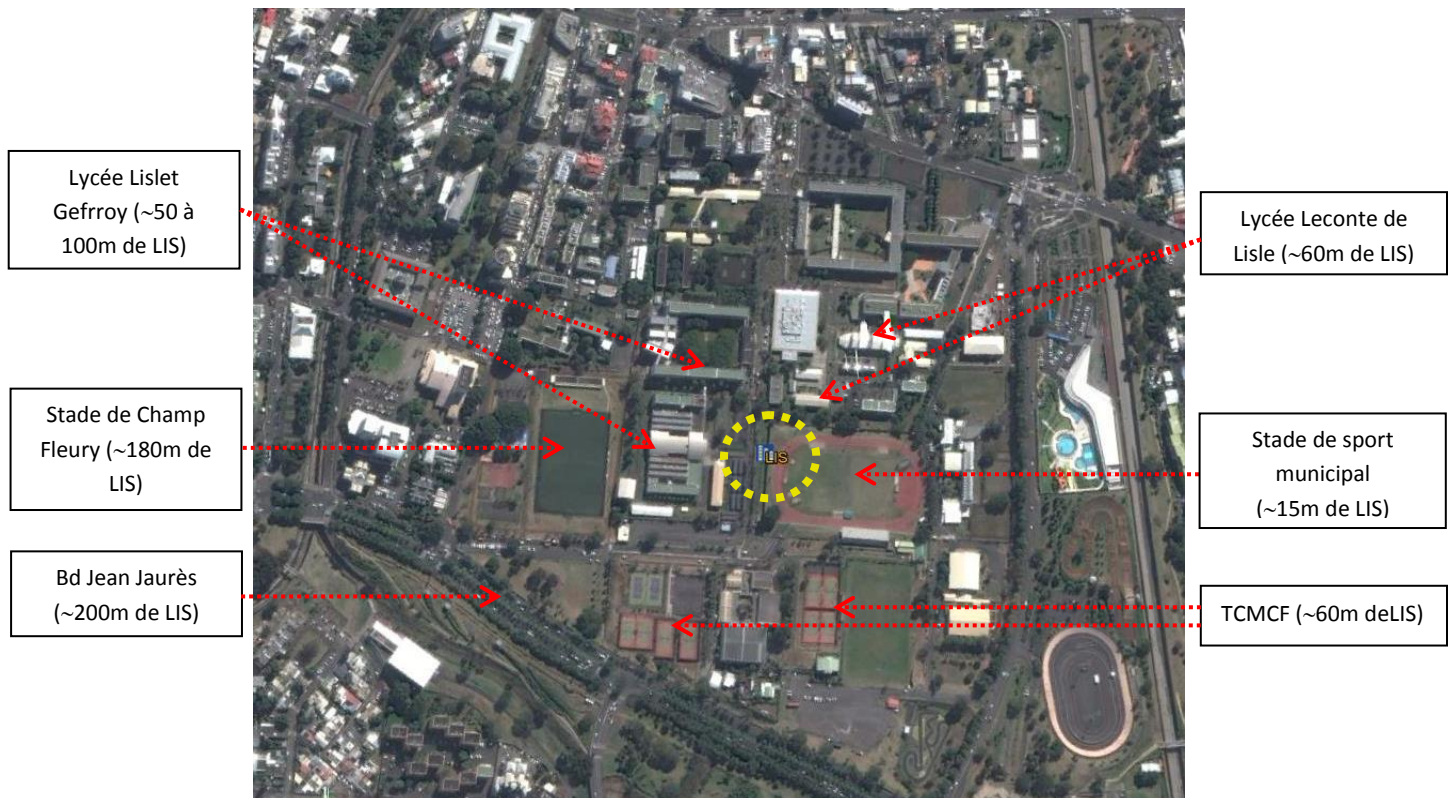 Lycée Lislet
Gefrroy (~50 à
100m de LIS)
Stade de Champ
Fleury (~180m de
LIS)
Bd Jean Jaurès
(~200m de LIS)
LIS
Lycée Leconte de
Lisle (~60m de LIS)
Stade de sport
municipal
(~15m de LIS)
TCMCF (~60m deLIS)